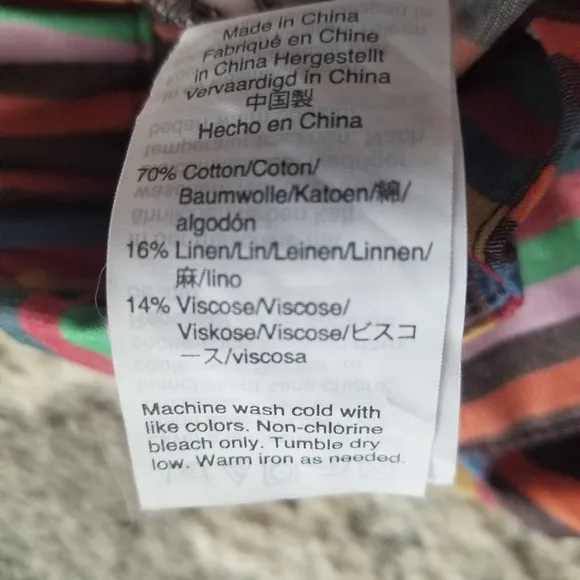 Made in China
Fabriqué en Chine
in China Hergestellt
vervaardigd in China
中国製
Hecho en China
70% Cotton/Coton/
Baumwolle/Katoen/綿/
algodón
16% Linen/Lin/Leinen/Linnen/
麻/lino
14% Viscose/Viscose/
Viskose/Viscose/ビスコ
ース/viscosa
Machine wash cold with
like colors. Non-chlorine
bleach only. Tumble dry
low. Warm iron as needed.